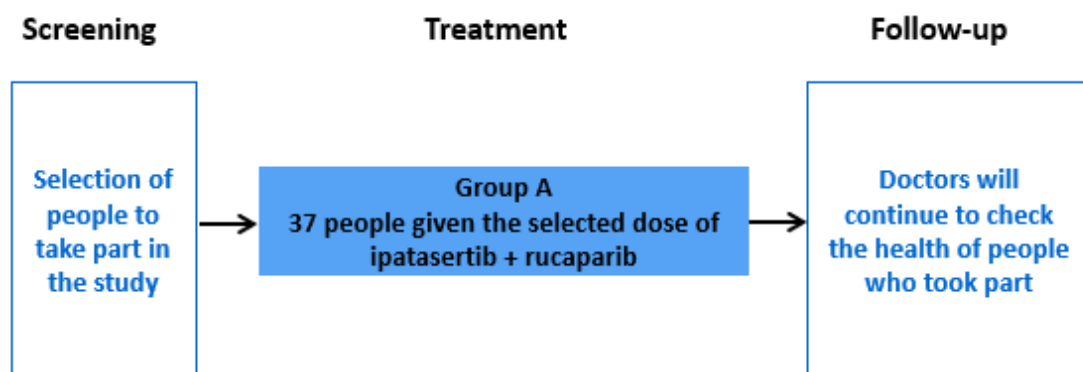 Screening
Treatment
Follow-up
Selection of
people to
take part in
the study
Group A
37 people given the selected dose of
ipatasertib + rucaparib
Doctors will
continue to check
the health of people
who took part